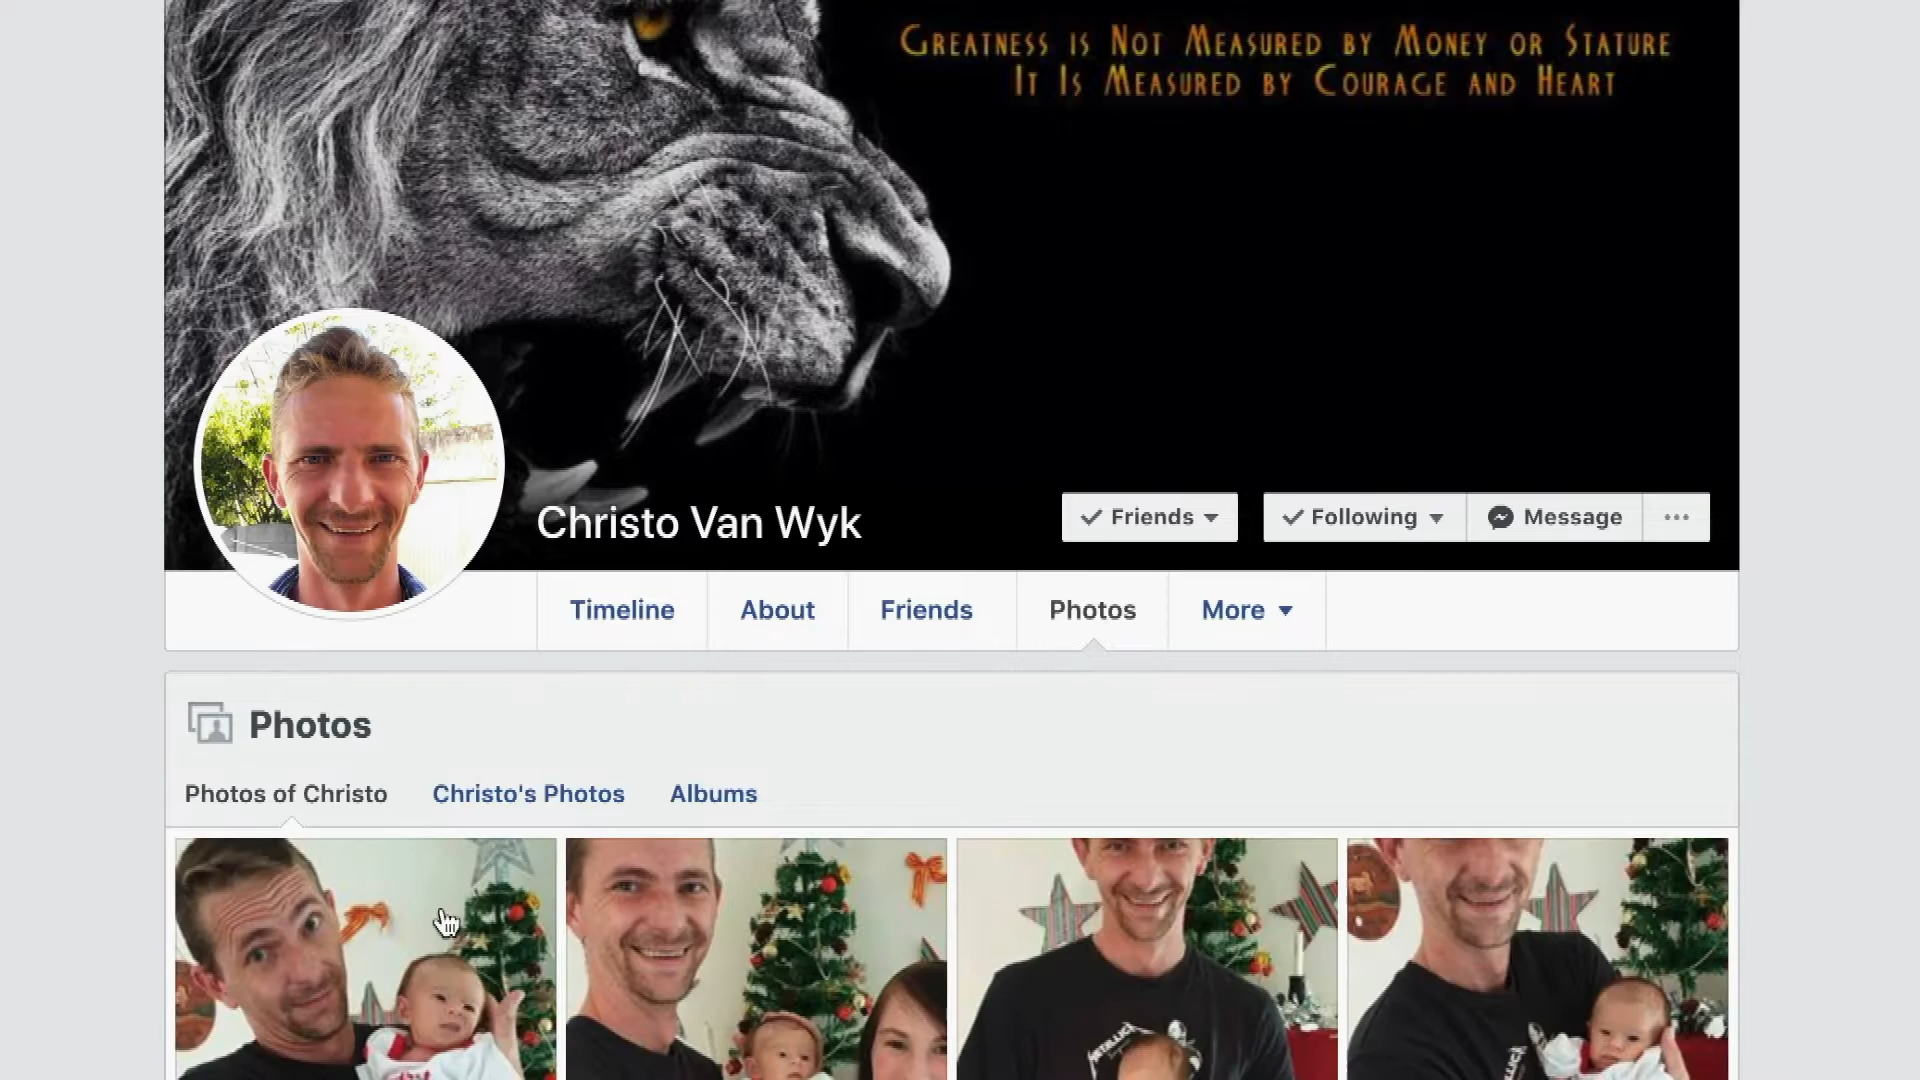 GREATNESS IS NOT MEASURED BY MONEY OR STATURE
IT IS MEASURED BY COURAGE AND HEART
Christo Van Wyk
Friends
Following
Message
Timeline
About
Friends
Photos
More
Photos
Photos of Christo
Christo's Photos
Albums